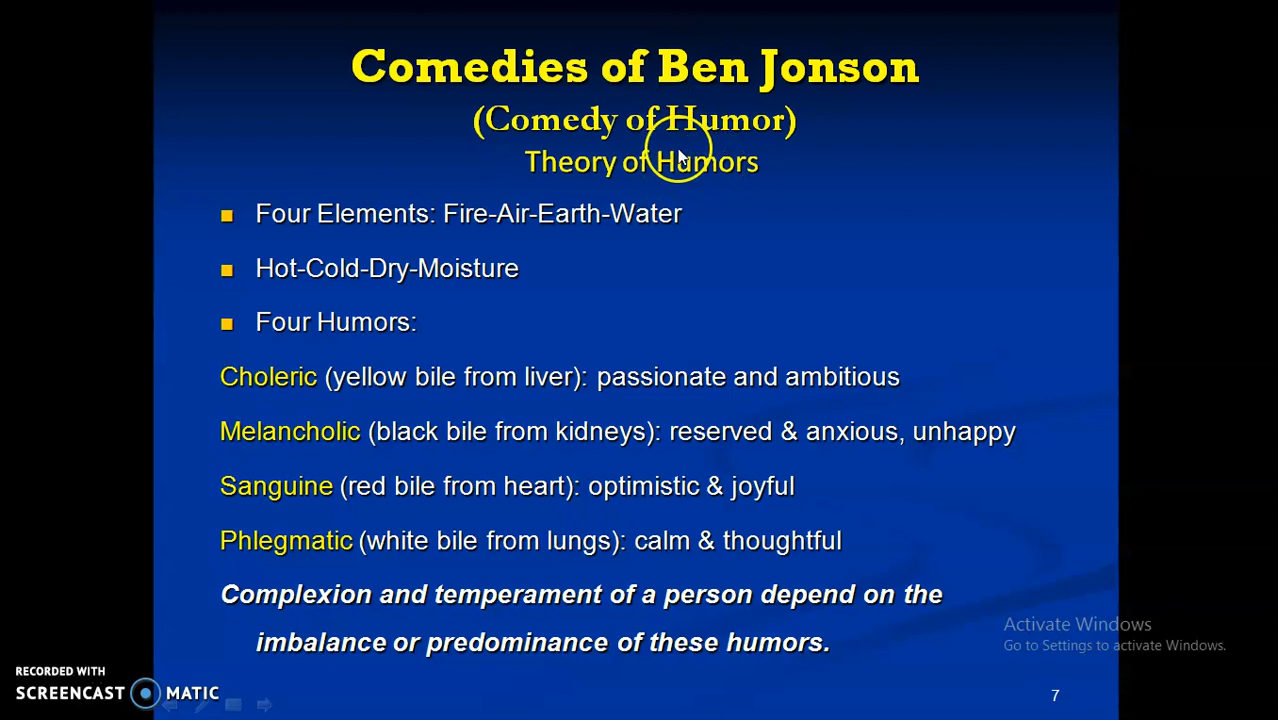 Comedies of Ben Jonson
(Comedy of Humor)
Theory of Humors
Four Elements: Fire-Air-Earth-Water
Hot-Cold-Dry-Moisture
Four Humors:
Choleric (yellow bile from liver): passionate and ambitious
Melancholic (black bile from kidneys): reserved & anxious, unhappy
Sanguine (red bile from heart): optimistic & joyful
Phlegmatic (white bile from lungs): calm & thoughtful
Complexion and temperament of a person depend on the
imbalance or predominance of these humors.
Activate Windows
Go to Settings to activate Windows.
RECORDED WITH
SCREENCAST MATIC
7